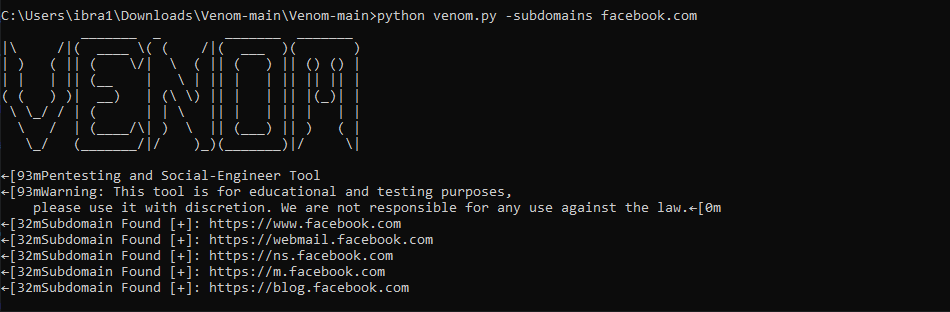 C:\Users\ibra1\Downloads\Venom-main\Venom-main>python venom.py -subdomains facebook.com
VENOM
←[93mPentesting and Social-Engineer Tool
←[93mWarning: This tool is for educational and testing purposes,
please use it with discretion. We are not responsible for any use against the law.←[0m
←[32mSubdomain Found [+]: https://www.facebook.com
←[32mSubdomain Found [+]: https://webmail.facebook.com
←[32mSubdomain Found [+]: https://ns.facebook.com
←[32mSubdomain Found [+]: https://m.facebook.com
←[32mSubdomain Found [+]: https://blog.facebook.com